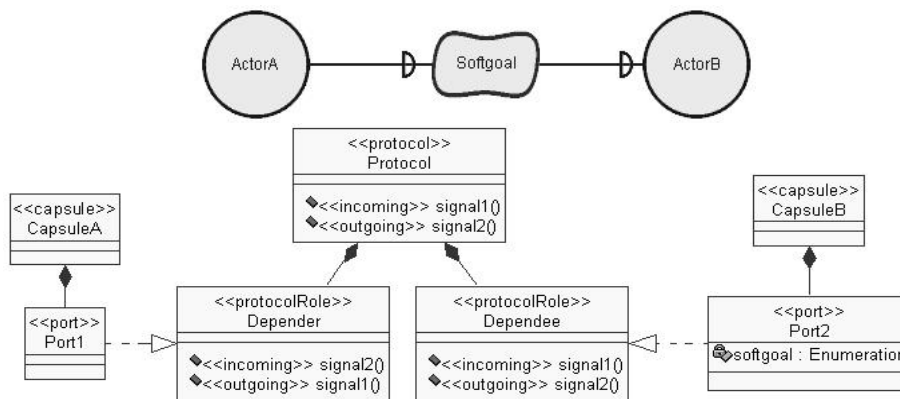 ActorA
Softgoal
ActorB
<<protocol>>
Protocol
<<incoming>> signal1()
<<outgoing>> signal2()
<<capsule>>
CapsuleA
<<capsule>>
CapsuleB
<<port>>
Port1
<<protocolRole>>
Depender
<<incoming>> signal2()
<<outgoing>> signal1()
<<protocolRole>>
Dependee
<<incoming>> signal1()
<<outgoing>> signal2()
<<port>>
Port2
softgoal : Enumeration